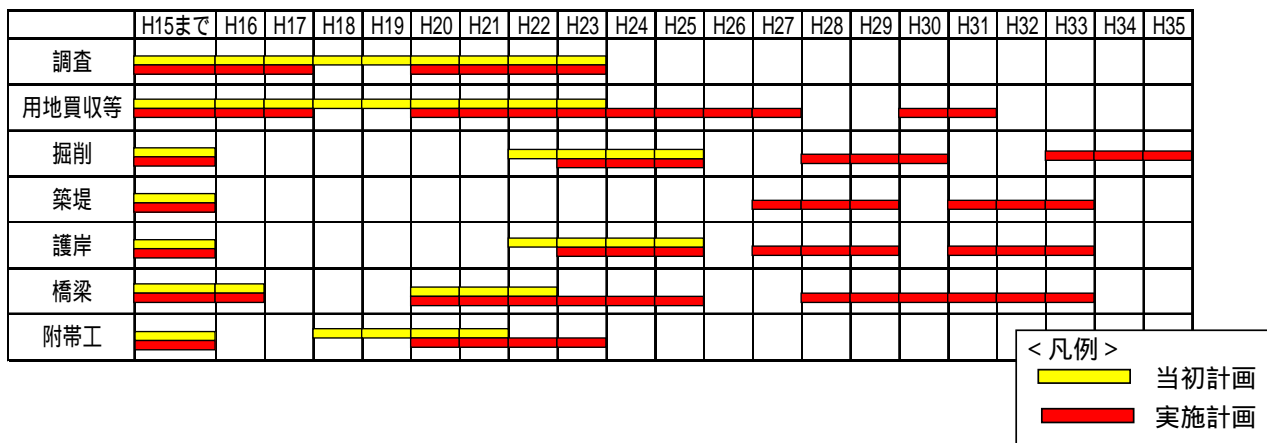 H15まで H16 H17 H18 H19 H20 H21 H22 H23 H24 H25 H26 H27 H28 H29 H30 H31 H32 H33 H34 H35
調査
用地買収等
掘削
築堤
護岸
橋梁
附帯工
<凡例>
当初計画
実施計画